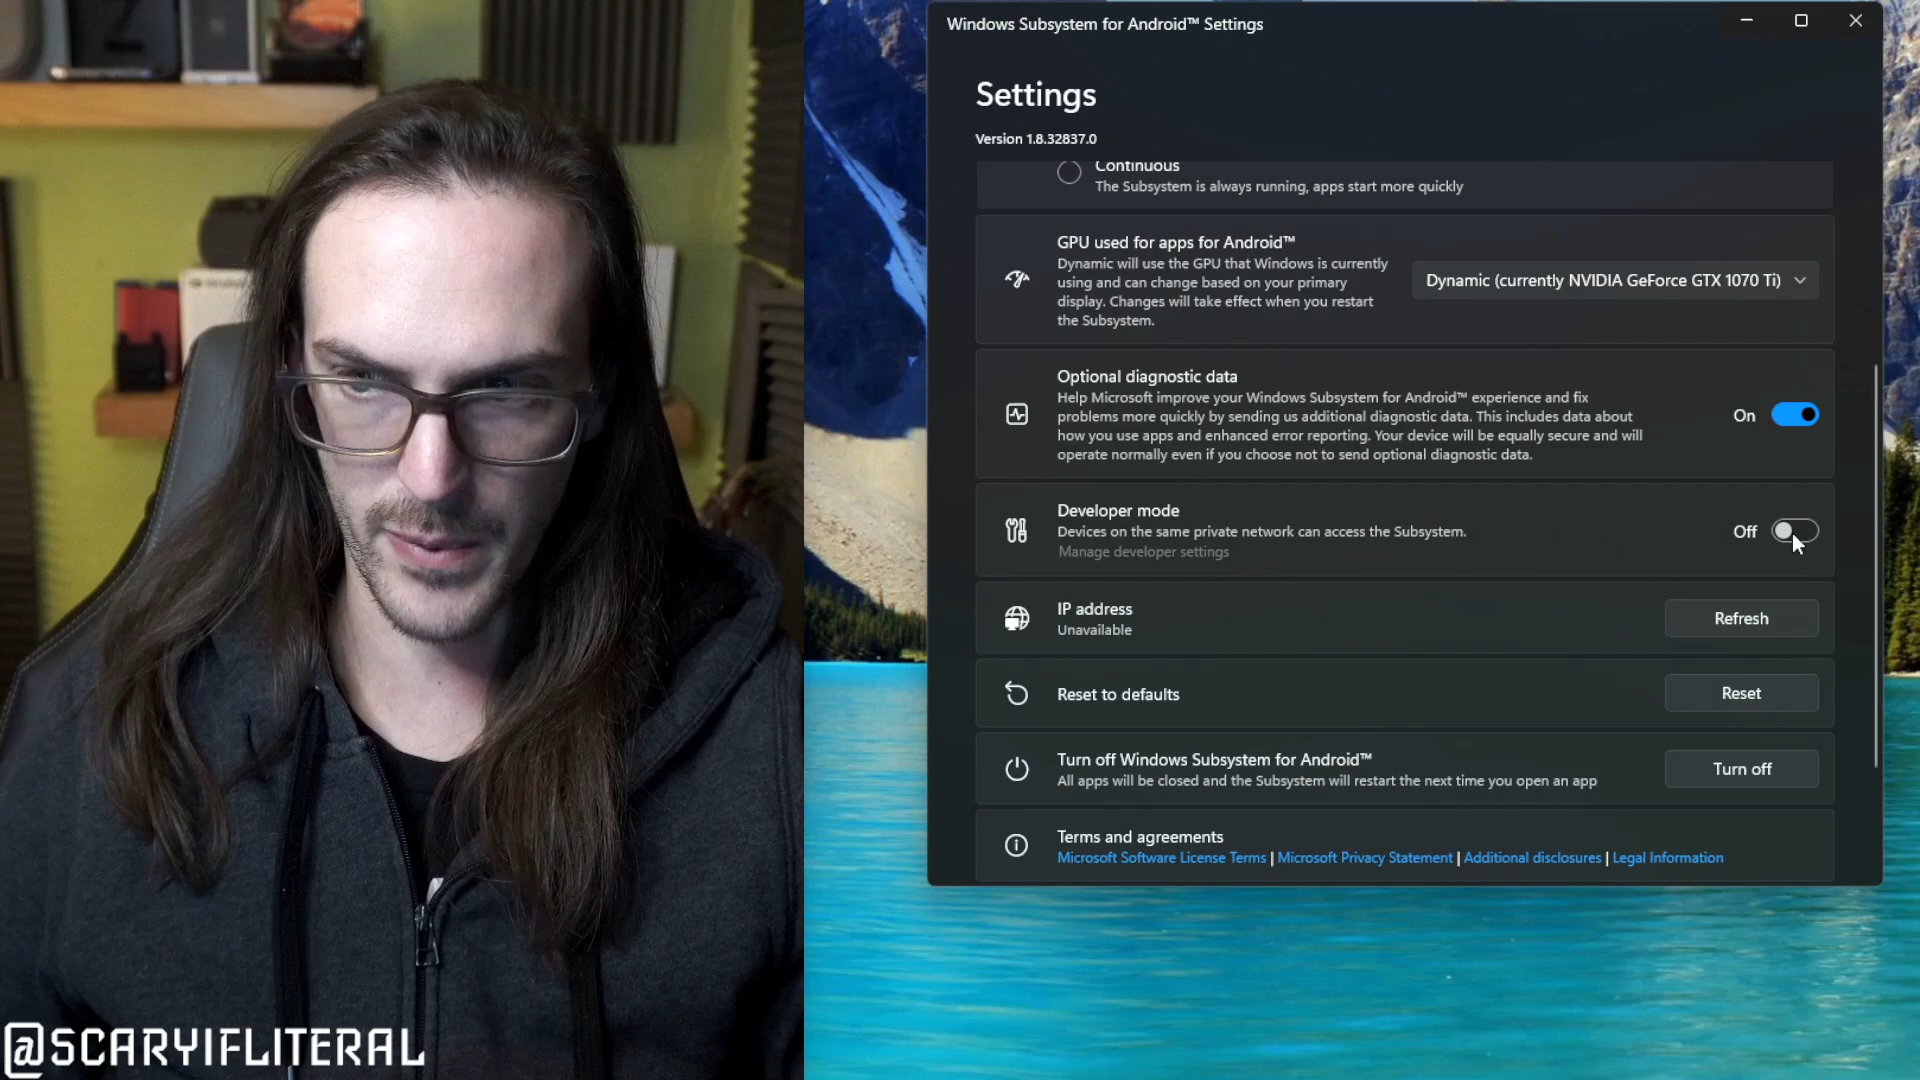 Windows Subsystem for Android™ Settings
Settings
Version 1.8.32837.0
Continuous
The Subsystem is always running, apps start more quickly
GPU used for apps for Android™
Dynamic will use the GPU that Windows is currently
using and can change based on your primary
display. Changes will take effect when you restart
the Subsystem.
Dynamic (currently NVIDIA GeForce GTX 1070 Ti)
Optional diagnostic data
Help Microsoft improve your Windows Subsystem for Android™ experience and fix
problems more quickly by sending us additional diagnostic data. This includes data about
how you use apps and enhanced error reporting. Your device will be equally secure and will
operate normally even if you choose not to send optional diagnostic data.
On
Developer mode
Devices on the same private network can access the Subsystem.
Manage developer settings
Off
IP address
Unavailable
Refresh
Reset to defaults
Reset
Turn off Windows Subsystem for Android™
All apps will be closed and the Subsystem will restart the next time you open an app
Turn off
Terms and agreements
Microsoft Software License Terms | Microsoft Privacy Statement | Additional disclosures | Legal Information
@SCARYIFLITERAL